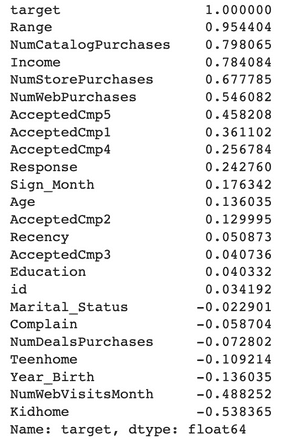 target 1.000000
Range 0.954404
NumCatalogPurchases 0.798065
Income 0.784084
NumStorePurchases 0.677785
NumWebPurchases 0.546082
AcceptedCmp5 0.458208
AcceptedCmp1 0.361102
AcceptedCmp4 0.256784
Response 0.242760
Sign_Month 0.176342
Age 0.136035
AcceptedCmp2 0.129995
Recency 0.050873
AcceptedCmp3 0.040736
Education 0.040332
id 0.034192
Marital_Status -0.022901
Complain -0.058704
NumDealsPurchases -0.072802
Teenhome -0.109214
Year_Birth -0.136035
NumWebVisitsMonth -0.488252
Kidhome -0.538365
Name: target, dtype: float64